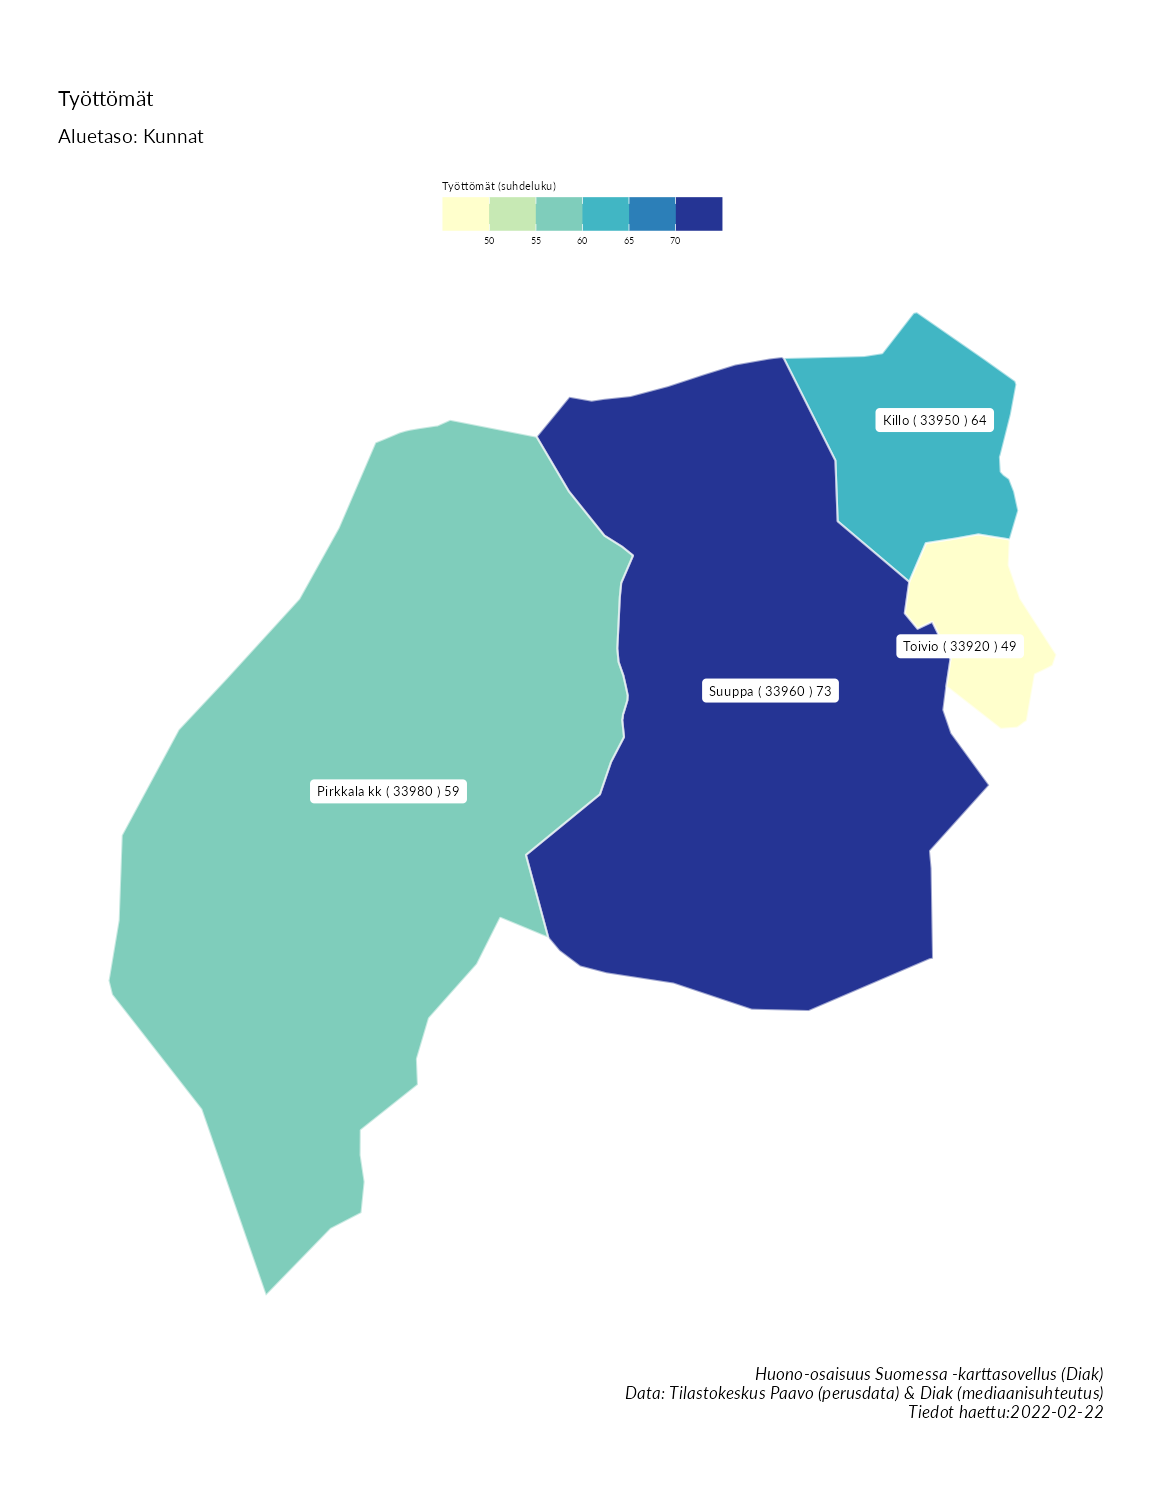 Työttömät
Aluetaso: Kunnat
Työttömät (suhdeluku)
50 55 60 65 70
Killo ( 33950 ) 64
Toivio ( 33920 ) 49
Suuppa ( 33960 ) 73
Pirkkala kk ( 33980 ) 59
Huono-osaisuus Suomessa -karttasovellus (Diak)
Data: Tilastokeskus Paavo (perusdata) & Diak (mediaanisuhteutus)
Tiedot haettu:2022-02-22